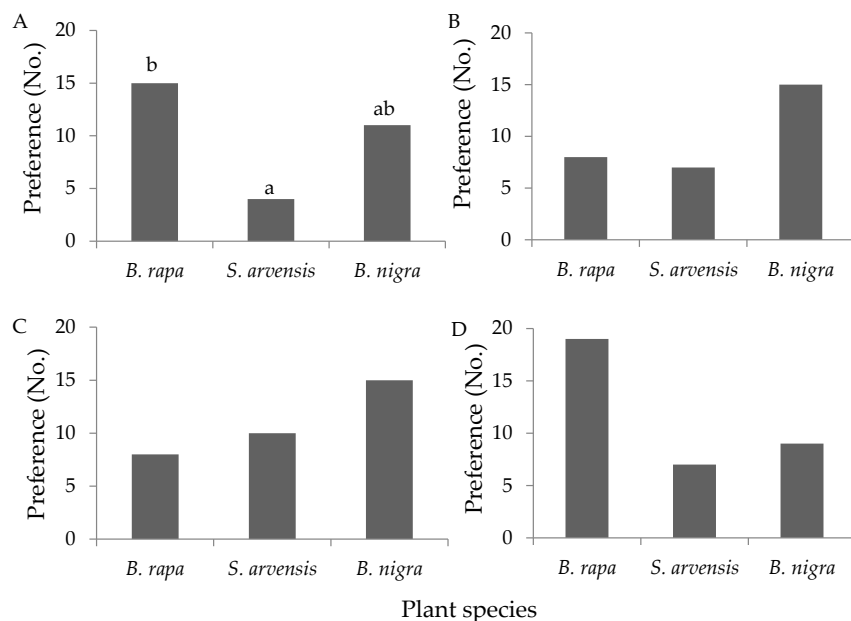 A
Preference (No.)
20
15
10
5
0
b
a
ab
B. rapa S. arvensis B. nigra
B
Preference (No.)
20
15
10
5
0
B. rapa S. arvensis B. nigra
C
Preference (No.)
20
15
10
5
0
B. rapa S. arvensis B. nigra
D
Preference (No.)
20
15
10
5
0
B. rapa S. arvensis B. nigra
Plant species